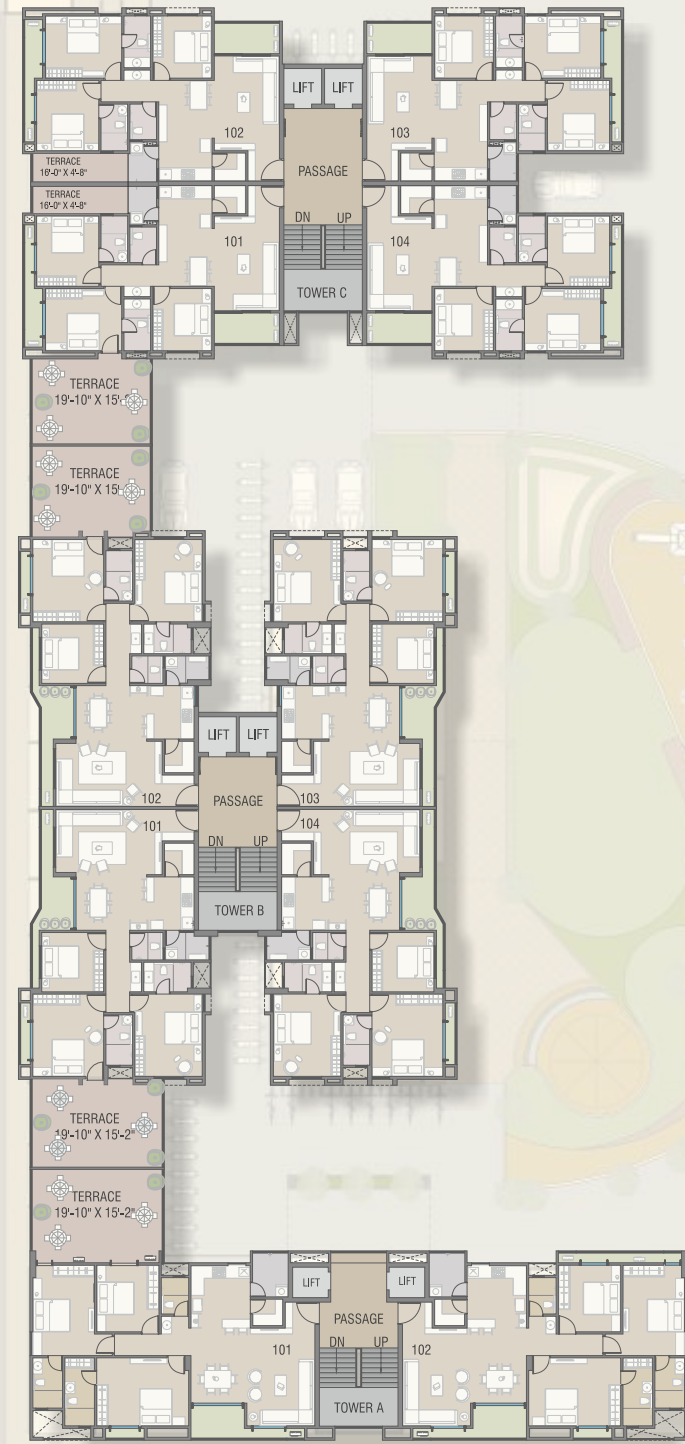 LIFT LIFT
102 103
PASSAGE
TERRACE
16'-0" X 4'-8"
TERRACE
16'-0" X 4'-8"
DN UP
101 104
TOWER C
TERRACE
19'-10" X 15'-
TERRACE
19'-10" X 15'
LIFT LIFT
102 PASSAGE 103
101 104
DN UP
TOWER B
TERRACE
19'-10" X 15'-2"
TERRACE
19'-10" X 15'-2"
LIFT LIFT
PASSAGE
DN UP
101 102
TOWER A